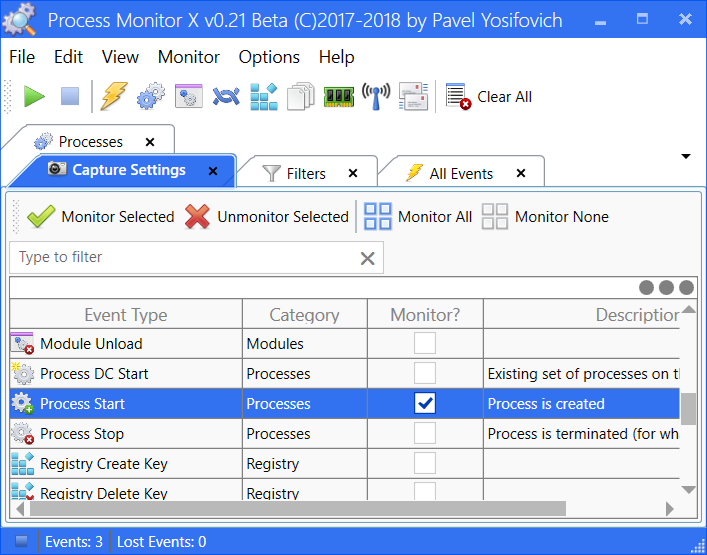 Process Monitor X v0.21 Beta (C)2017-2018 by Pavel Yosifovich
File Edit View Monitor Options Help
Clear All
Processes
Capture Settings Filters All Events
Monitor Selected Unmonitor Selected Monitor All Monitor None
Type to filter
Event Type Category Monitor? Description
Module Unload Modules
Process DC Start Processes Existing set of processes on th
Process Start Processes Process is created
Process Stop Processes Process is terminated (for wh
Registry Create Key Registry
Registry Delete Key Registry
Events: 3 Lost Events: 0